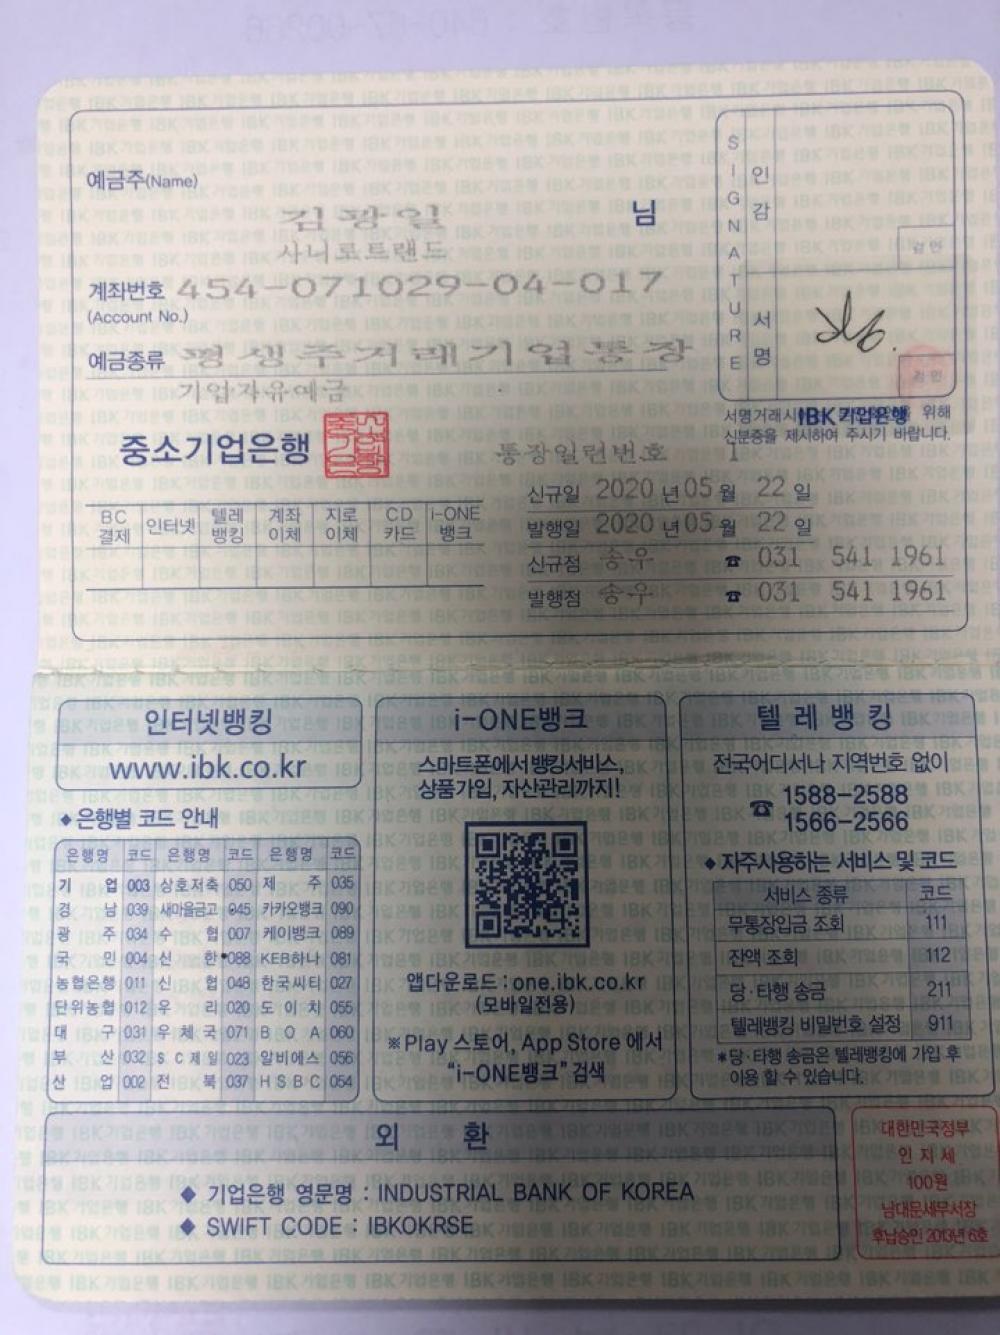 예금주(Name)
김광일 님
사니로트랜드
계좌번호 454-071029-04-017
(Account No.)
예금종류 평생주거래기업통장
기업자유예금
SIGNATURE
인감 서명
검인
검인
서명거래시 IBK기업은행 위해
신분증을 제시하여 주시기 바랍니다.
중소기업은행
통장일련번호 1
신규일 2020 년 05 월 22 일
발행일 2020 년 05 월 22 일
신규점 송우 ☎ 031 541 1961
발행점 송우 ☎ 031 541 1961
BC결제 인터넷 텔레뱅킹 계좌이체 지로이체 CD카드 i-ONE뱅크
인터넷뱅킹
www.ibk.co.kr
◆은행별 코드 안내
은행명 코드 은행명 코드 은행명 코드
기 업 003 상호저축 050 제 주 035
경 남 039 새마을금고 045 카카오뱅크 090
광 주 034 수 협 007 케이뱅크 089
국 민 004 신 한 088 KEB하나 081
농협은행 011 신 협 048 한국씨티 027
단위농협 012 우 리 020 도이치 055
대 구 031 우체국 071 BOA 060
부 산 032 SC제일 023 알비에스 056
산 업 002 전 북 037 HSBC 054
i-ONE뱅크
스마트폰에서 뱅킹서비스,
상품가입, 자산관리까지!
앱다운로드 : one.ibk.co.kr
(모바일전용)
※Play 스토어, App Store 에서
"i-ONE뱅크" 검색
텔레뱅킹
전국어디서나 지역번호 없이
☎ 1588-2588
1566-2566
◆자주사용하는 서비스 및 코드
서비스 종류 코드
무통장입금 조회 111
잔액 조회 112
당·타행 송금 211
텔레뱅킹 비밀번호 설정 911
*당·타행 송금은 텔레뱅킹에 가입 후
이용 할 수 있습니다.
외 환
◆ 기업은행 영문명 : INDUSTRIAL BANK OF KOREA
◆ SWIFT CODE : IBKOKRSE
대한민국정부
인지세
100원
남대문세무서장
후납승인 2013년 6호